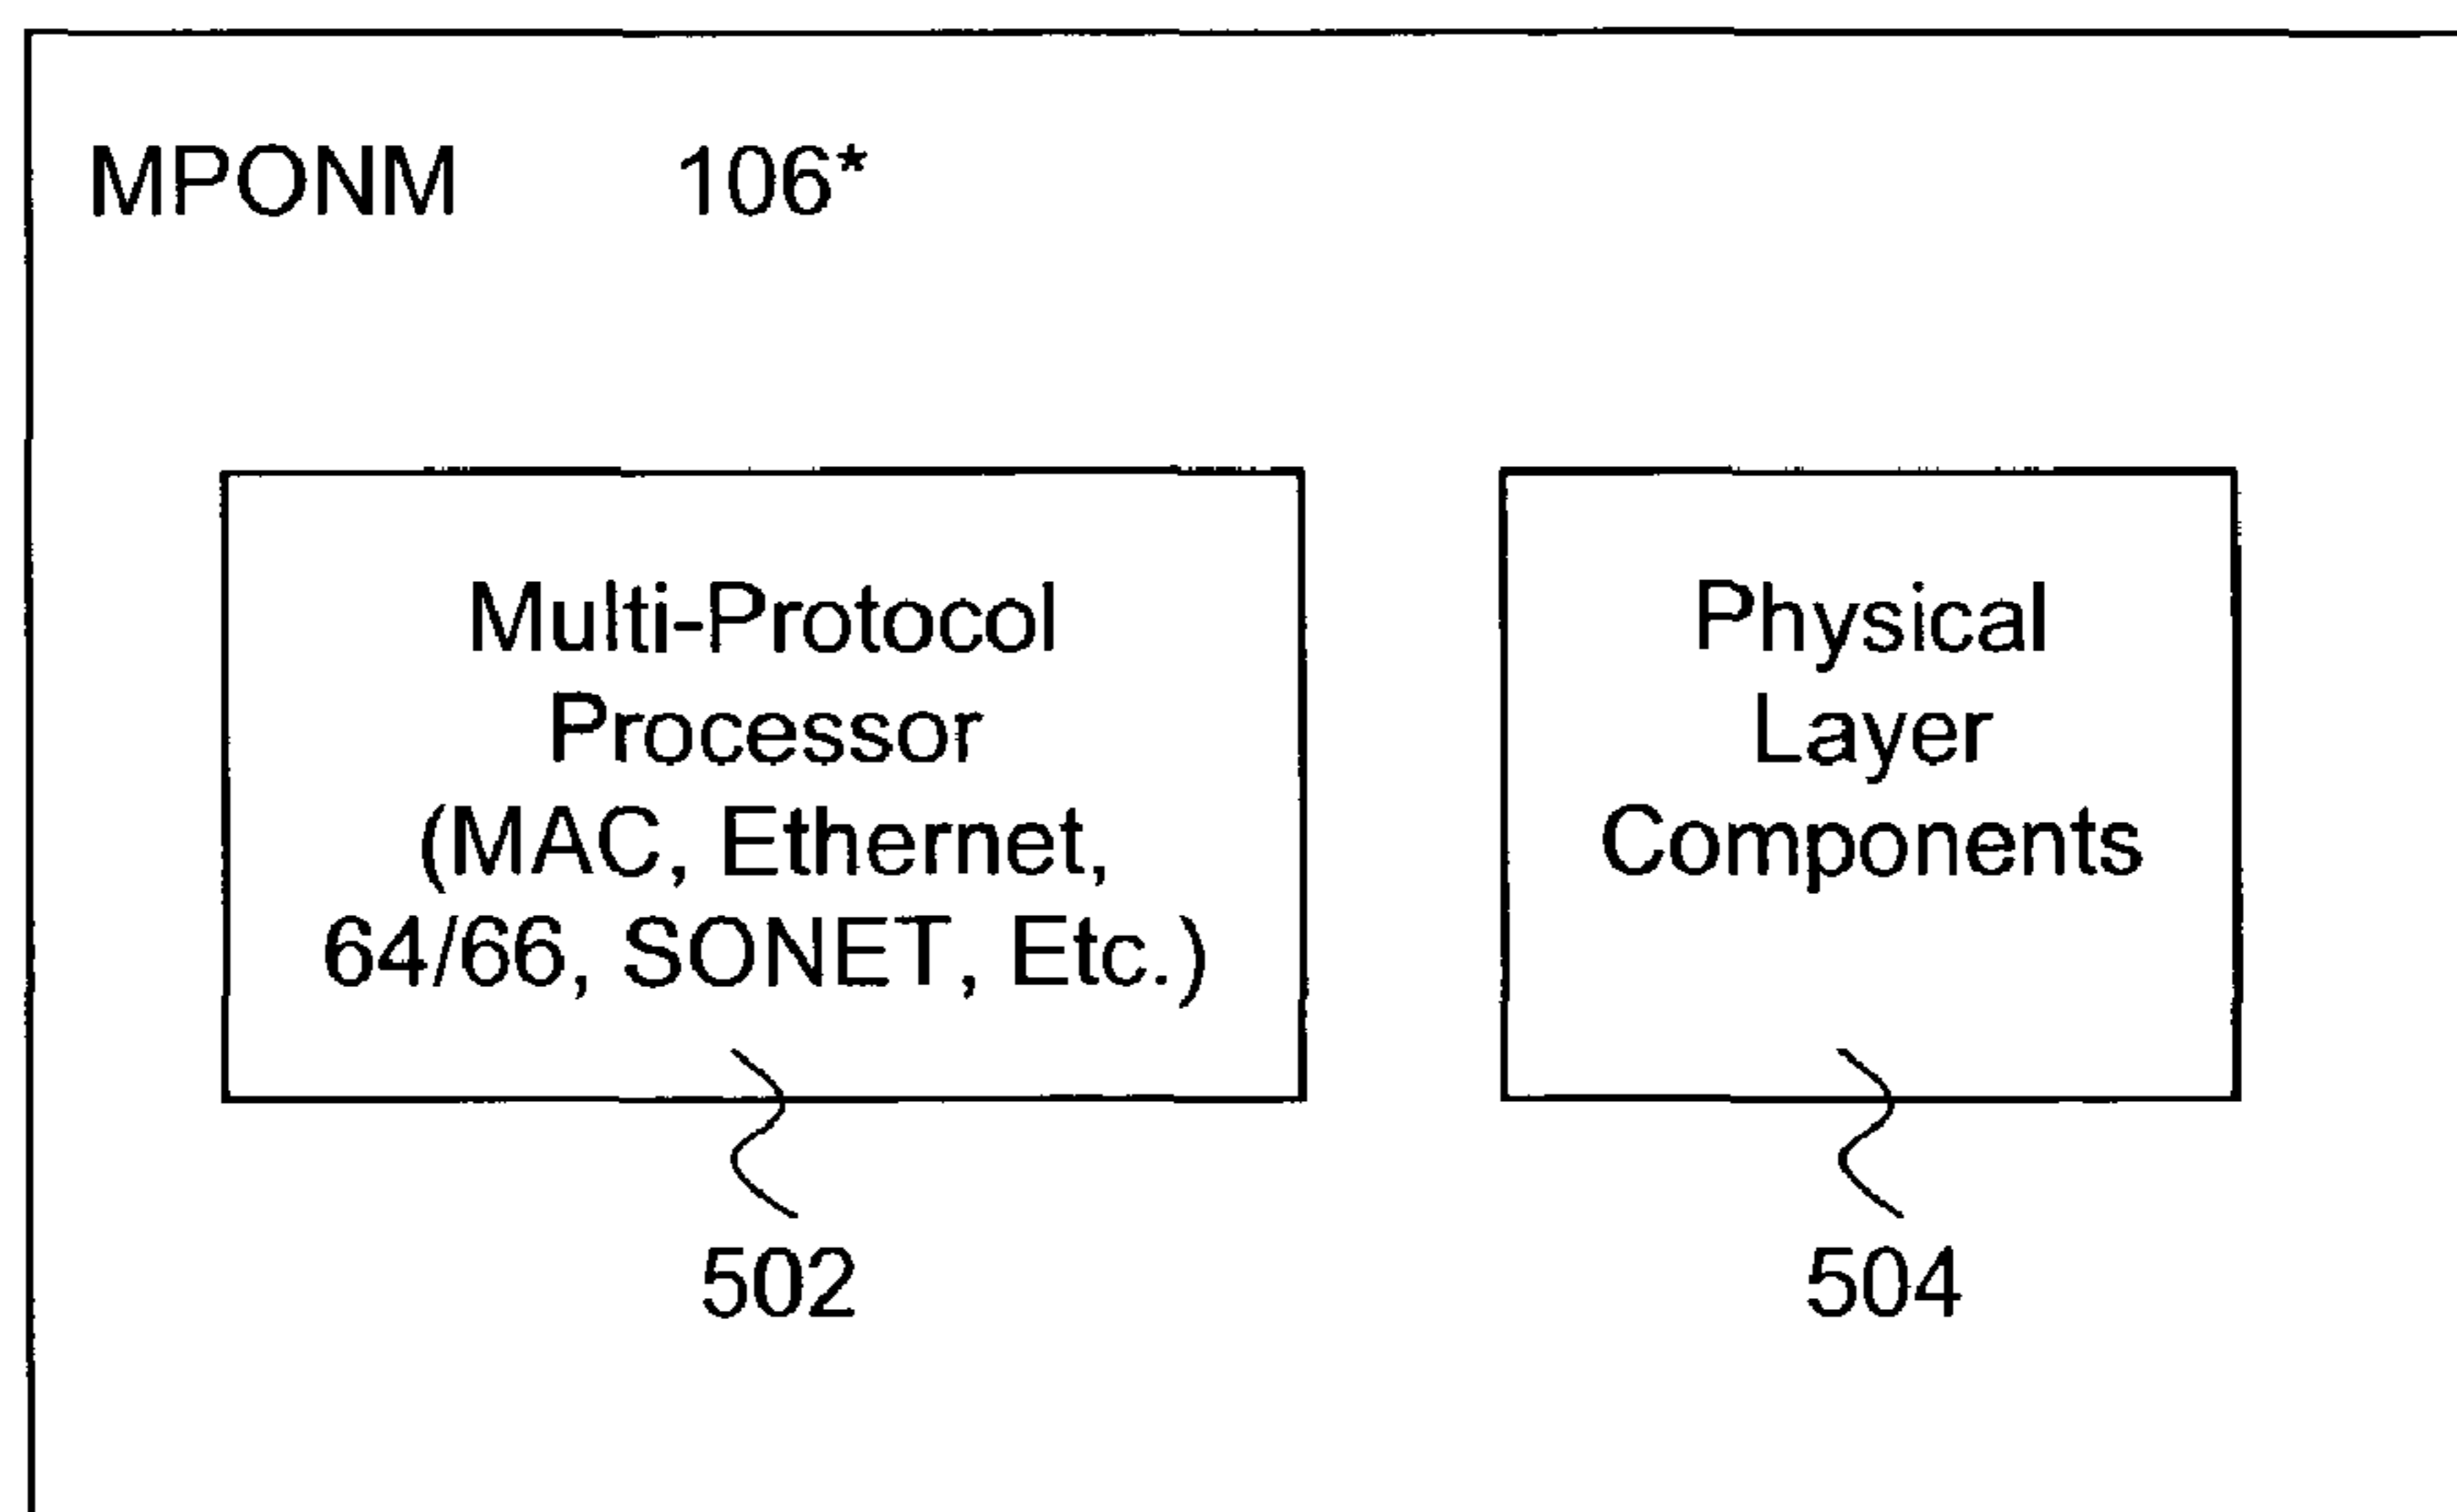 MPONM 106*
Multi-Protocol
Processor
(MAC, Ethernet,
64/66, SONET, Etc.)
Physical
Layer
Components
502
504